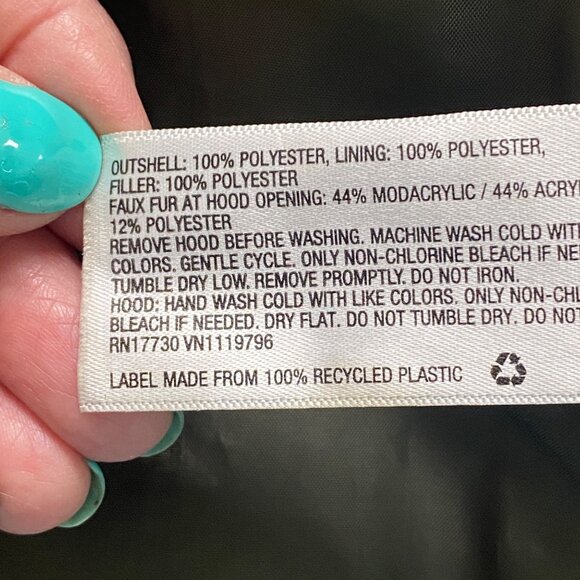 OUTSHELL: 100% POLYESTER, LINING: 100% POLYESTER,
FILLER: 100% POLYESTER
FAUX FUR AT HOOD OPENING: 44% MODACRYLIC / 44% ACRY
12% POLYESTER
REMOVE HOOD BEFORE WASHING. MACHINE WASH COLD WITH
COLORS. GENTLE CYCLE. ONLY NON-CHLORINE BLEACH IF NE
TUMBLE DRY LOW. REMOVE PROMPTLY. DO NOT IRON.
HOOD: HAND WASH COLD WITH LIKE COLORS. ONLY NON-CHL
BLEACH IF NEEDED. DRY FLAT. DO NOT TUMBLE DRY. DO NOT
RN17730 VN1119796
LABEL MADE FROM 100% RECYCLED PLASTIC